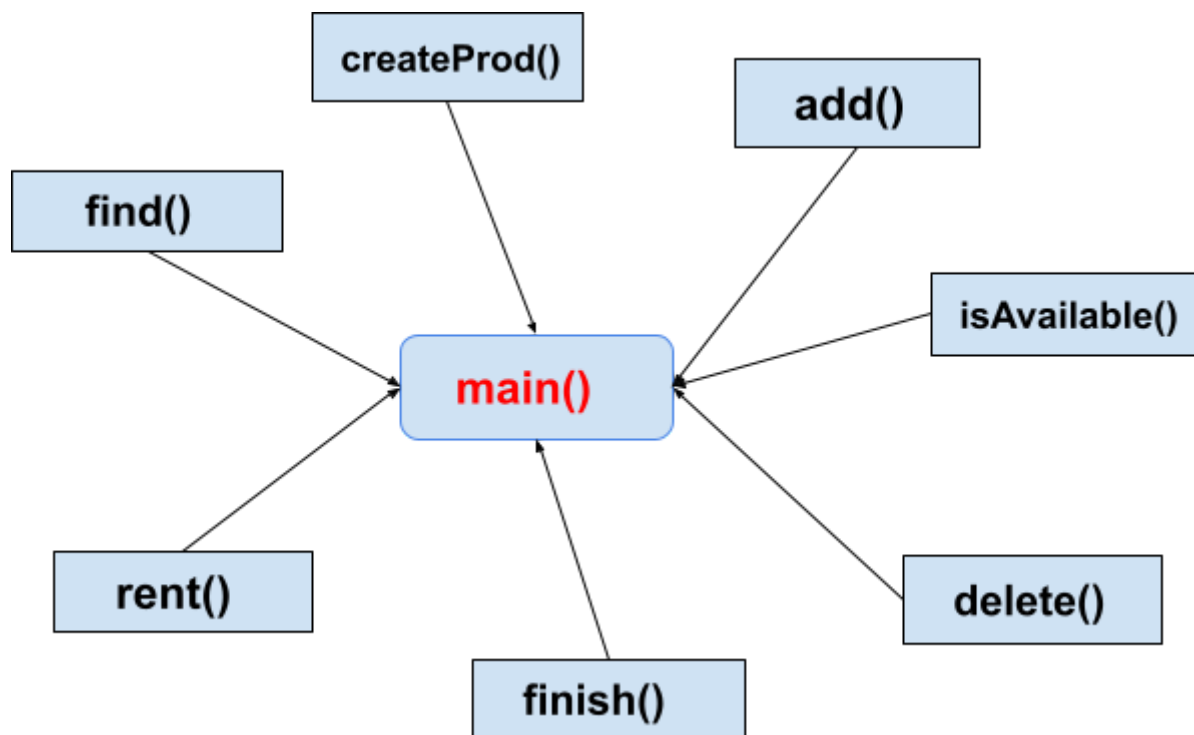 createProd()
add()
find()
isAvailable()
main()
rent()
delete()
finish()